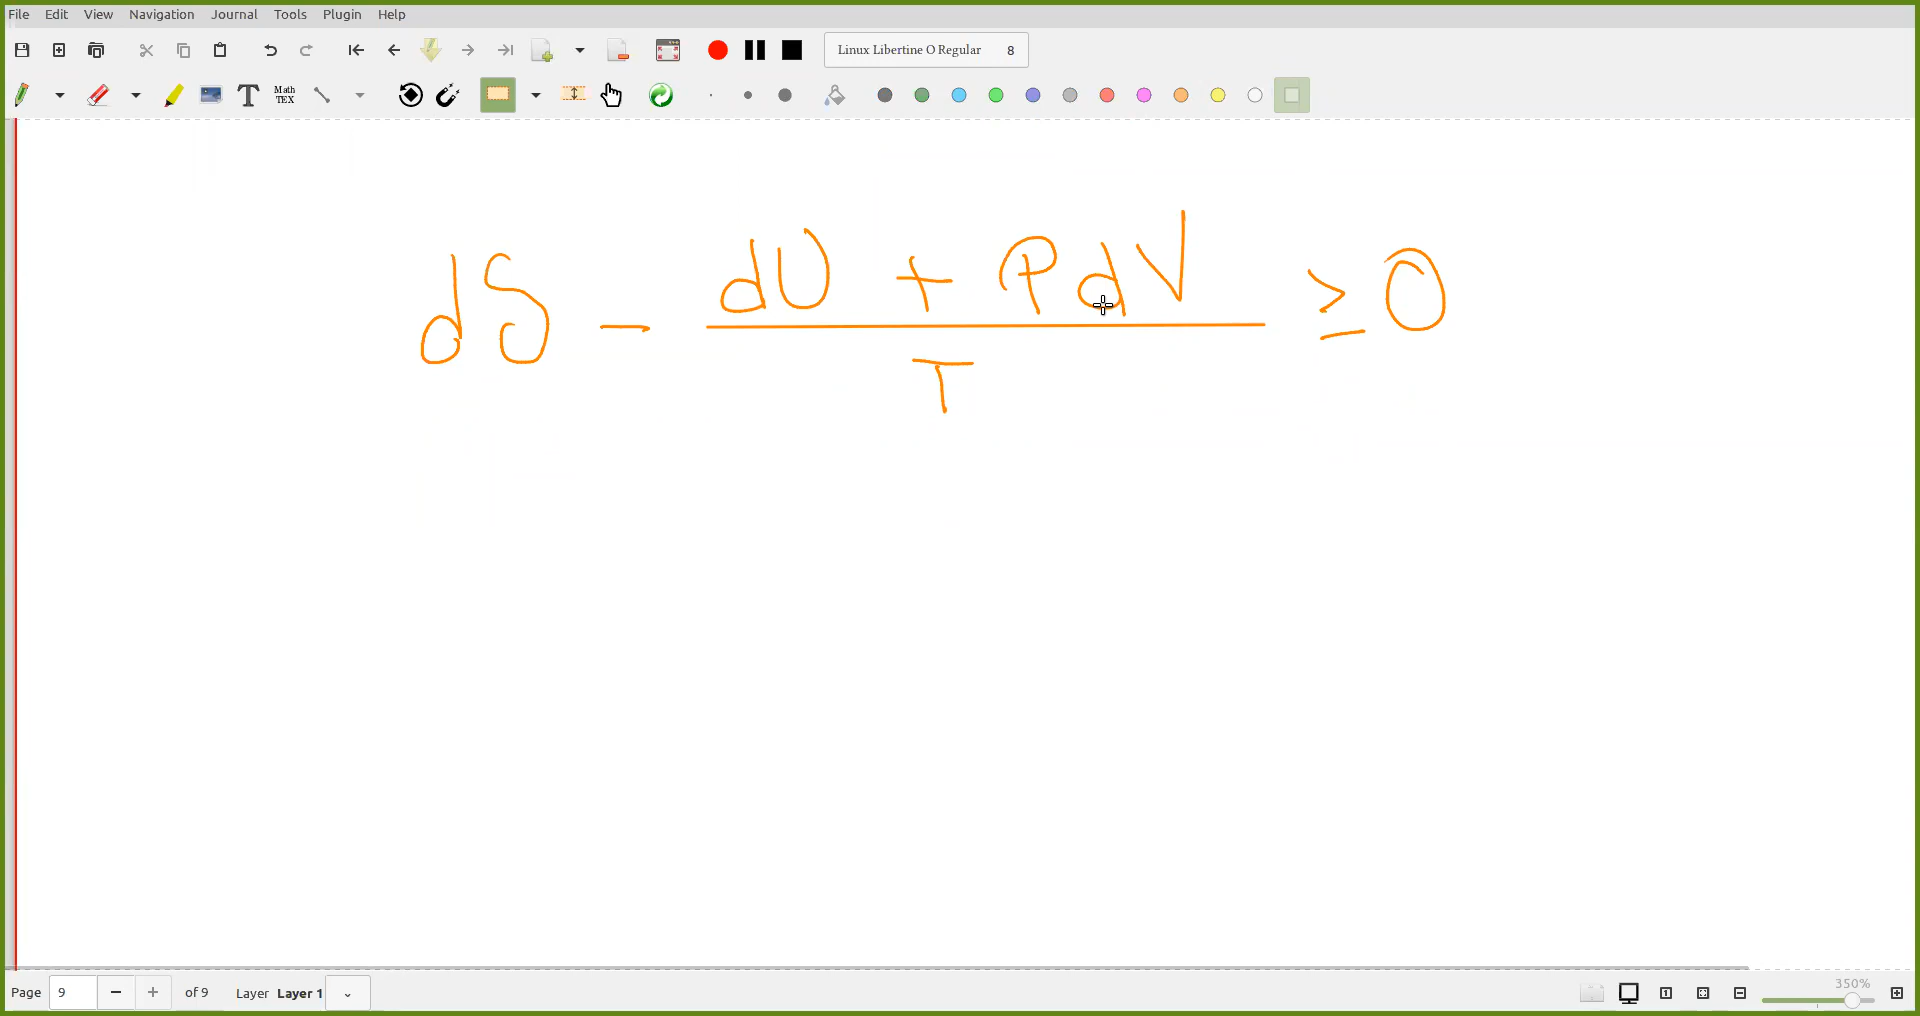 File Edit View Navigation Journal Tools Plugin Help
Linux Libertine O Regular 8
T Math TEX
dS - (dU + PdV)/T ≥ 0
Page 9 of 9 Layer Layer 1 350%